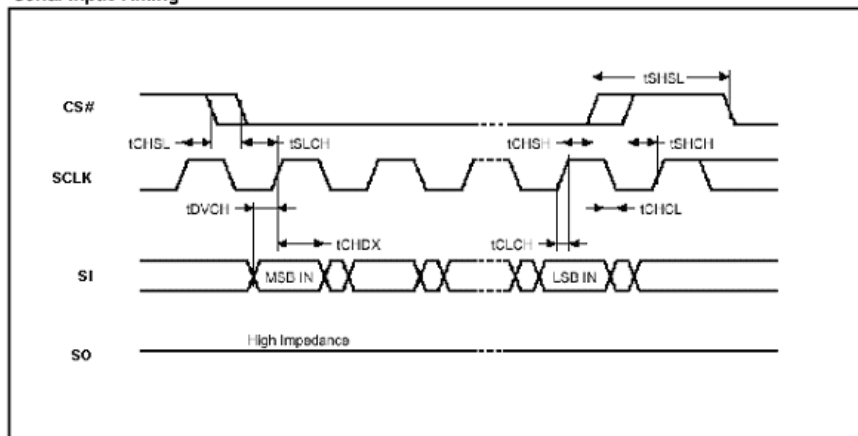 Serial Input Timing
tSHSL
CS#
tCHSL
tSLCH
tCHSH
tSHCH
SCLK
tDVCH
tCHCL
tCHDX
tCLCH
SI
MSB IN
LSB IN
High Impedance
SO